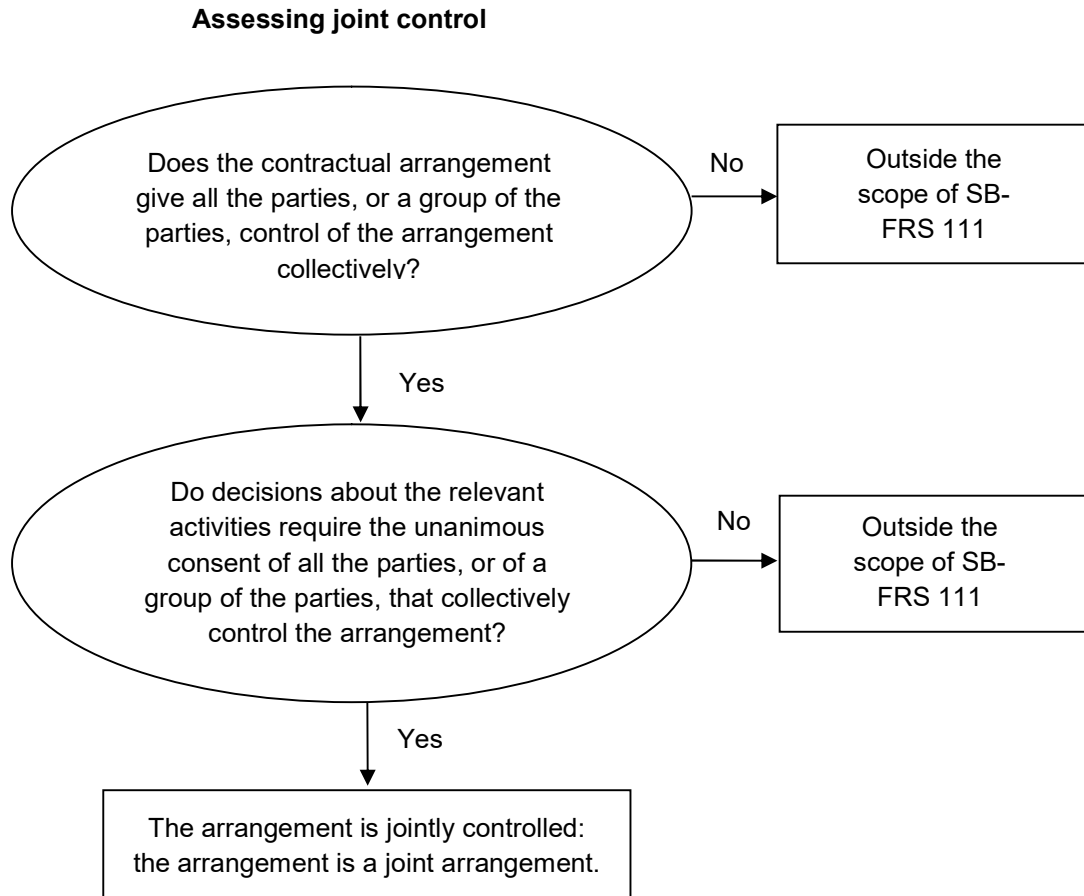 Assessing joint control
Does the contractual arrangement
give all the parties, or a group of the
parties, control of the arrangement
collectively?
No
Outside the
scope of SB-
FRS 111
Yes
Do decisions about the relevant
activities require the unanimous
consent of all the parties, or of a
group of the parties, that collectively
control the arrangement?
No
Outside the
scope of SB-
FRS 111
Yes
The arrangement is jointly controlled:
the arrangement is a joint arrangement.